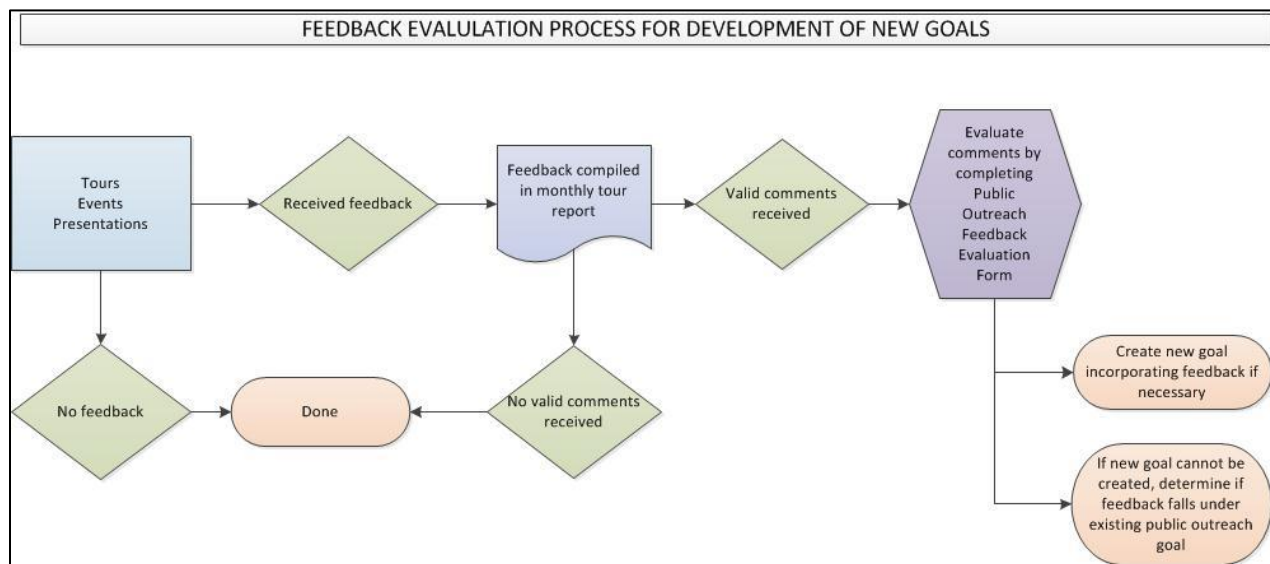 FEEDBACK EVALULATION PROCESS FOR DEVELOPMENT OF NEW GOALS
Tours
Events
Presentations
Received feedback
Feedback compiled
in monthly tour
report
Valid comments
received
Evaluate
comments by
completing
Public
Outreach
Feedback
Evaluation
Form
No feedback
Done
No valid comments
received
Create new goal
incorporating feedback if
necessary
If new goal cannot be
created, determine if
feedback falls under
existing public outreach
goal